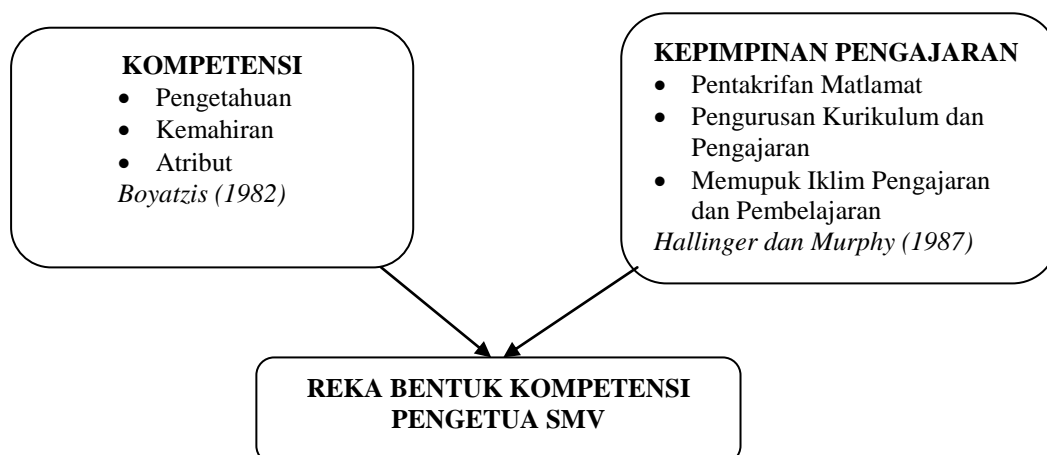 KOMPETENSI
• Pengetahuan
• Kemahiran
• Atribut
Boyatzis (1982)
KEPIMPINAN PENGAJARAN
• Pentakrifan Matlamat
• Pengurusan Kurikulum dan
Pengajaran
• Memupuk Iklim Pengajaran
dan Pembelajaran
Hallinger dan Murphy (1987)
REKA BENTUK KOMPETENSI
PENGETUA SMV